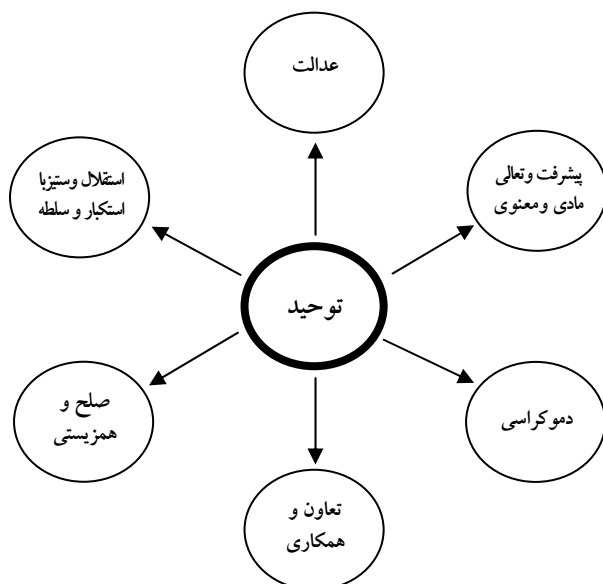 عدالت
پیشرفت وتعالی
مادی ومعنوی
استقلال وستیزبا
استکبار و سلطه
توحید
دموکراسی
صلح و
همزیستی
تعاون و
همکاری